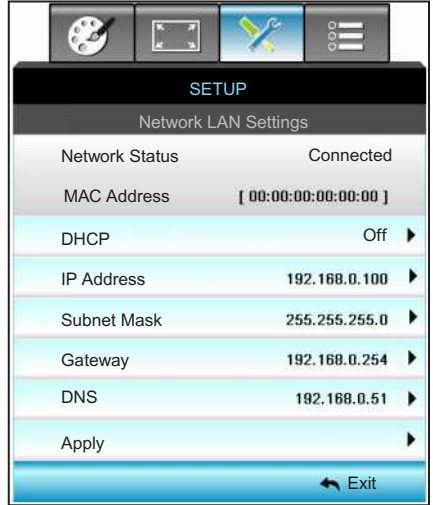 SETUP
Network LAN Settings
Network Status Connected
MAC Address [ 00:00:00:00:00:00 ]
DHCP Off
IP Address 192.168.0.100
Subnet Mask 255.255.255.0
Gateway 192.168.0.254
DNS 192.168.0.51
Apply
Exit